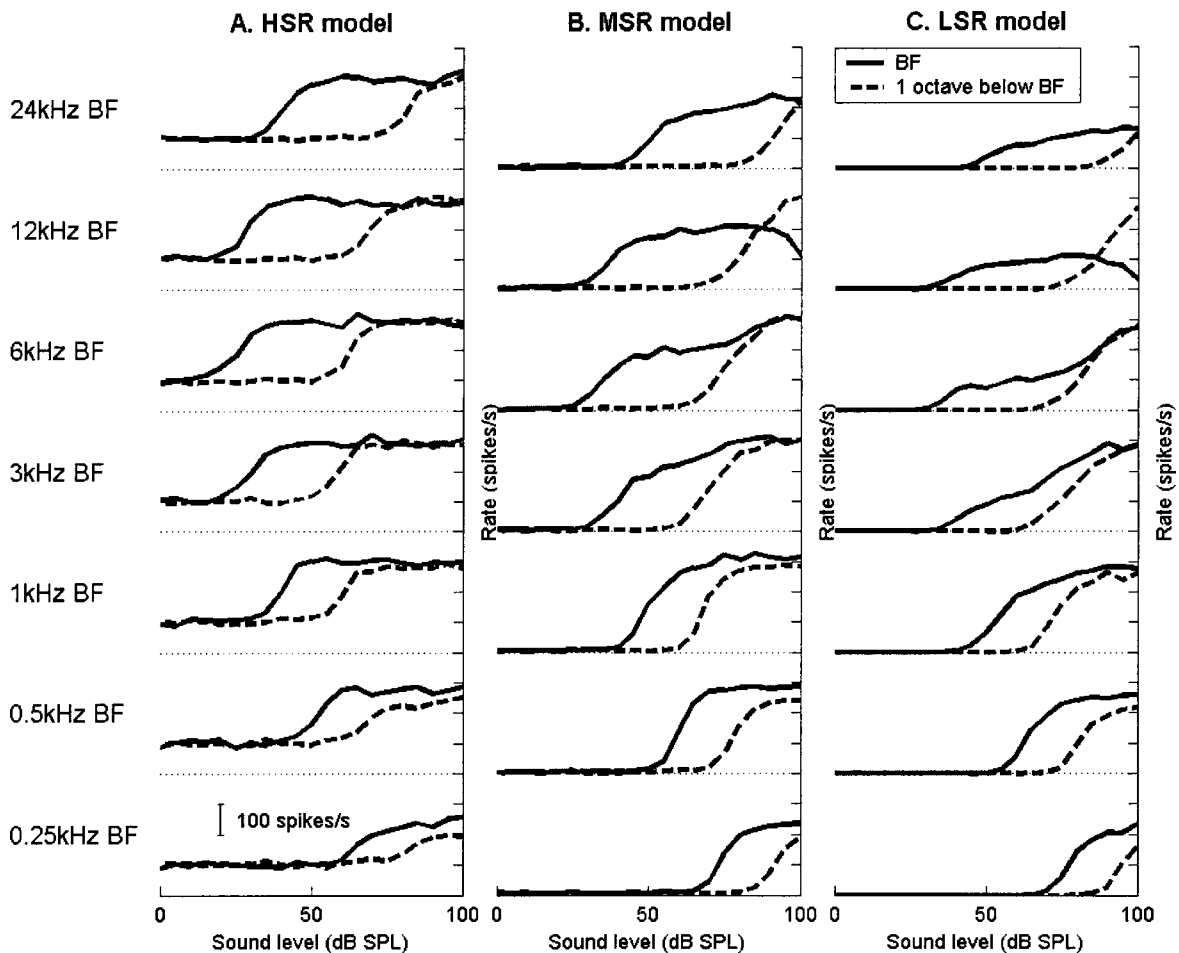 A. HSR model
B. MSR model
C. LSR model
BF
1 octave below BF
24kHz BF
12kHz BF
6kHz BF
3kHz BF
1kHz BF
0.5kHz BF
0.25kHz BF
100 spikes/s
Rate (spikes/s)
Rate (spikes/s)
Rate (spikes/s)
0
50
100
0
50
100
0
50
100
Sound level (dB SPL)
Sound level (dB SPL)
Sound level (dB SPL)